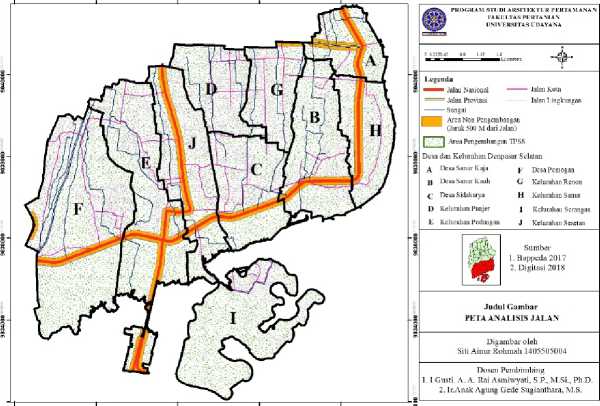 PROGRAM STUDI ARSITEKTUR PERTAMANAN
FAKULTAS PERTANIAN
UNIVERSITAS UDAYANA
Legenda
Jalan Nasional
Jalan Kota
Jalan Provinsi
Jalan Lingkungan
Sungai
Area Non Pengembangan
(Jarak 500 M dari Jalan)
Area Pengembangan TPS8
Desa dan Kelurahan Denpasar Selatan
A Desa Sanur Kaja
F Desa Pemogan
B Desa Sanur Kauh
G Kelurahan Renon
C Desa Sidakarya
H Kelurahan Sanur
D Kelurahan Panjer
I Kelurahan Serangan
E Kelurahan Pedungan
J Kelurahan Sesetan
Sumber
1. Bappeda 2017
2. Digitasi 2018
Judul Gambar
PETA ANALISIS JALAN
Digambar oleh
Siti Ainur Rohmah 1405505004
Dosen Pembimbing
1. I Gusti. A. A. Rai Asmiwyati, S.P., M.Si., Ph.D.
2. Ir.Anak Agung Gede Sugianthara, M.S.
A
D
G
B
H
J
E
C
F
I